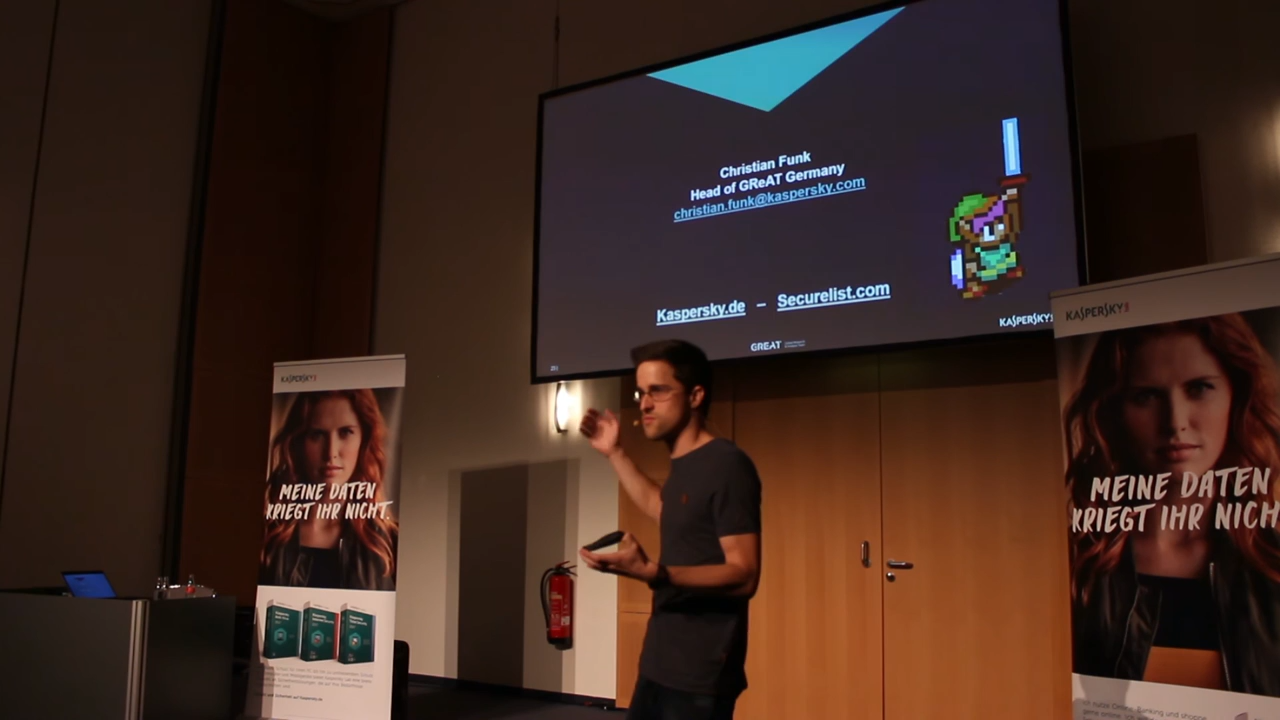 Christian Funk
Head of GReAT Germany
christian.funk@kaspersky.com
Kaspersky.de – Securelist.com
GREAT
KASPERSKY
KASPERSKY
MEINE DATEN
KRIEGT IHR NICHT.
KASPERSKY
MEINE DATEN
KRIEGT IHR NICH